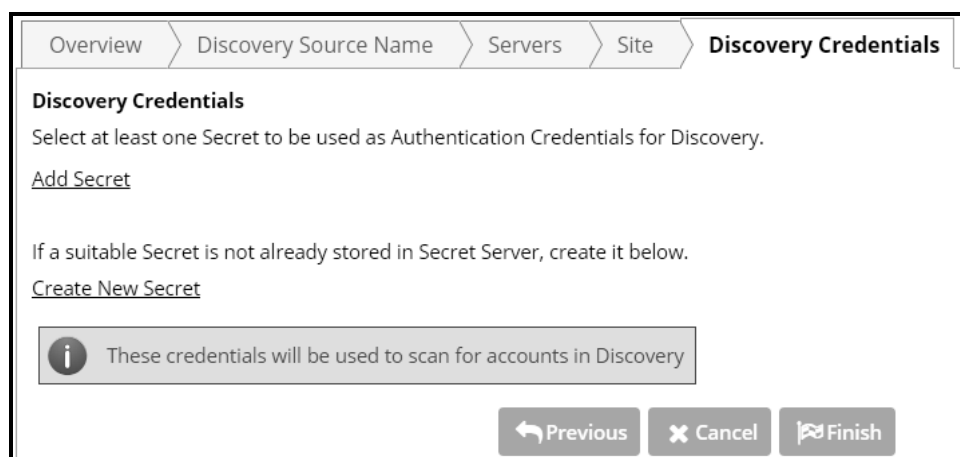 Overview Discovery Source Name Servers Site Discovery Credentials
Discovery Credentials
Select at least one Secret to be used as Authentication Credentials for Discovery.
Add Secret
If a suitable Secret is not already stored in Secret Server, create it below.
Create New Secret
These credentials will be used to scan for accounts in Discovery
Previous Cancel Finish